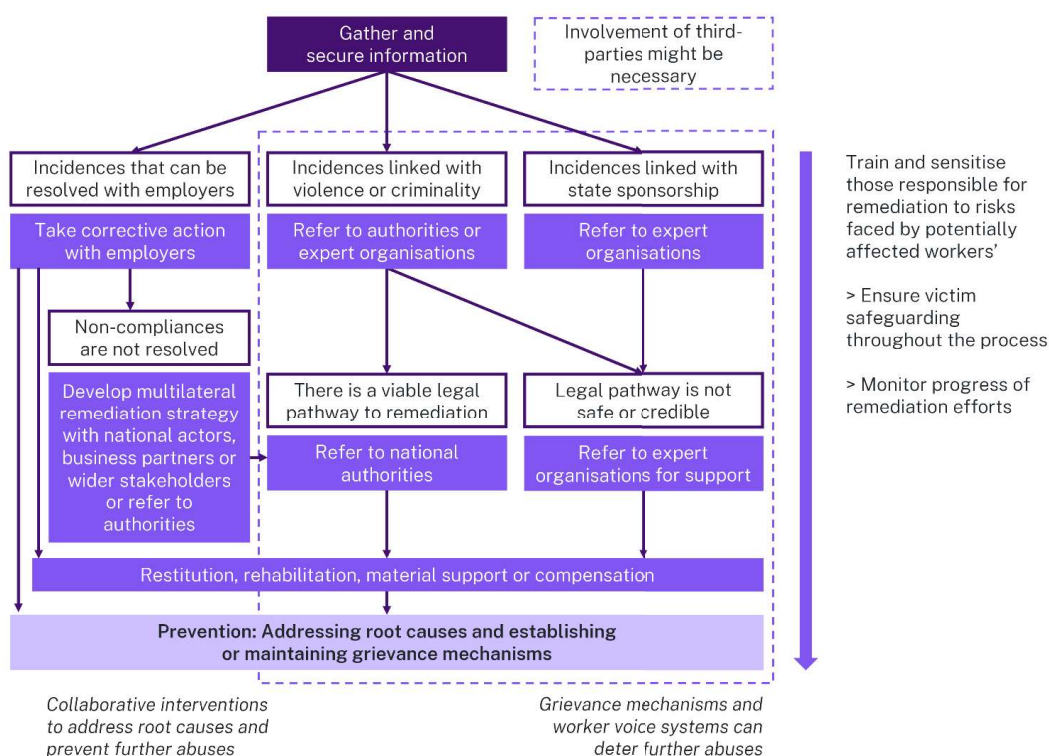 Gather and
secure information
Involvement of third-
parties might be
necessary
Incidences that can be
resolved with employers
Incidences linked with
violence or criminality
Incidences linked with
state sponsorship
Take corrective action
with employers
Refer to authorities or
expert organisations
Refer to expert
organisations
Non-compliances
are not resolved
There is a viable legal
pathway to remediation
Legal pathway is not
safe or credible
Develop multilateral
remediation strategy
with national actors,
business partners or
wider stakeholders
or refer to
authorities
Refer to national
authorities
Refer to expert
organisations for support
Restitution, rehabilitation, material support or compensation
Prevention: Addressing root causes and establishing
or maintaining grievance mechanisms
Collaborative interventions
to address root causes and
prevent further abuses
Grievance mechanisms and
worker voice systems can
deter further abuses
Train and sensitise
those responsible for
remediation to risks
faced by potentially
affected workers’
> Ensure victim
safeguarding
throughout the process
> Monitor progress of
remediation efforts